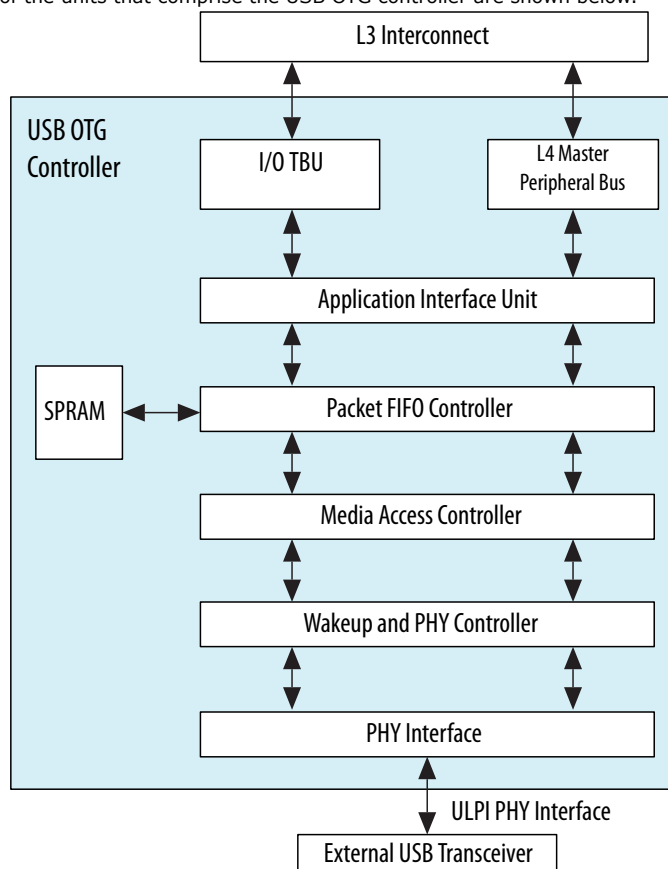 of the units that comprise the USB OTG controller are shown below.
L3 Interconnect
USB OTG
Controller
I/O TBU
L4 Master
Peripheral Bus
Application Interface Unit
SPRAM
Packet FIFO Controller
Media Access Controller
Wakeup and PHY Controller
PHY Interface
ULPI PHY Interface
External USB Transceiver